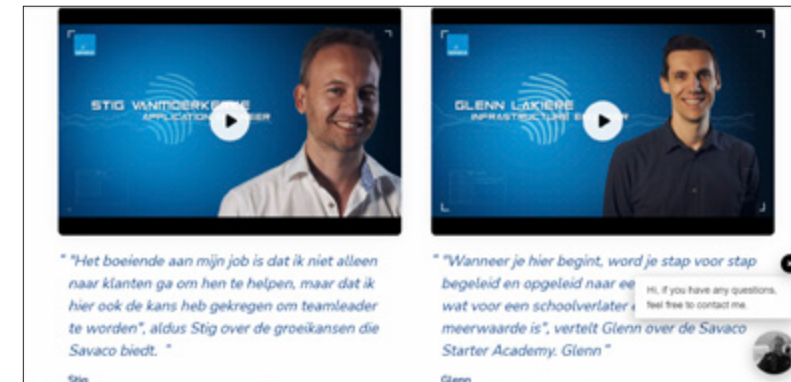 STIG VANMOERKE
APPLICATION
GLENN LAKIERE
INFRASTRUCTURE
" "Het boeiende aan mijn job is dat ik niet alleen
naar klanten ga om hen te helpen, maar dat ik
hier ook de kans heb gekregen om teamleader
te worden", aldus Stig over de groeikansen die
Savaco biedt. "
Stig
" "Wanneer je hier begint, word je stap voor stap
begeleid en opgeleid naar
wat voor een schoolverlater
meerwaarde is", vertelt Glenn over de Savaco
Starter Academy. Glenn "
Glenn
Hi, if you have any questions,
feel free to contact me.